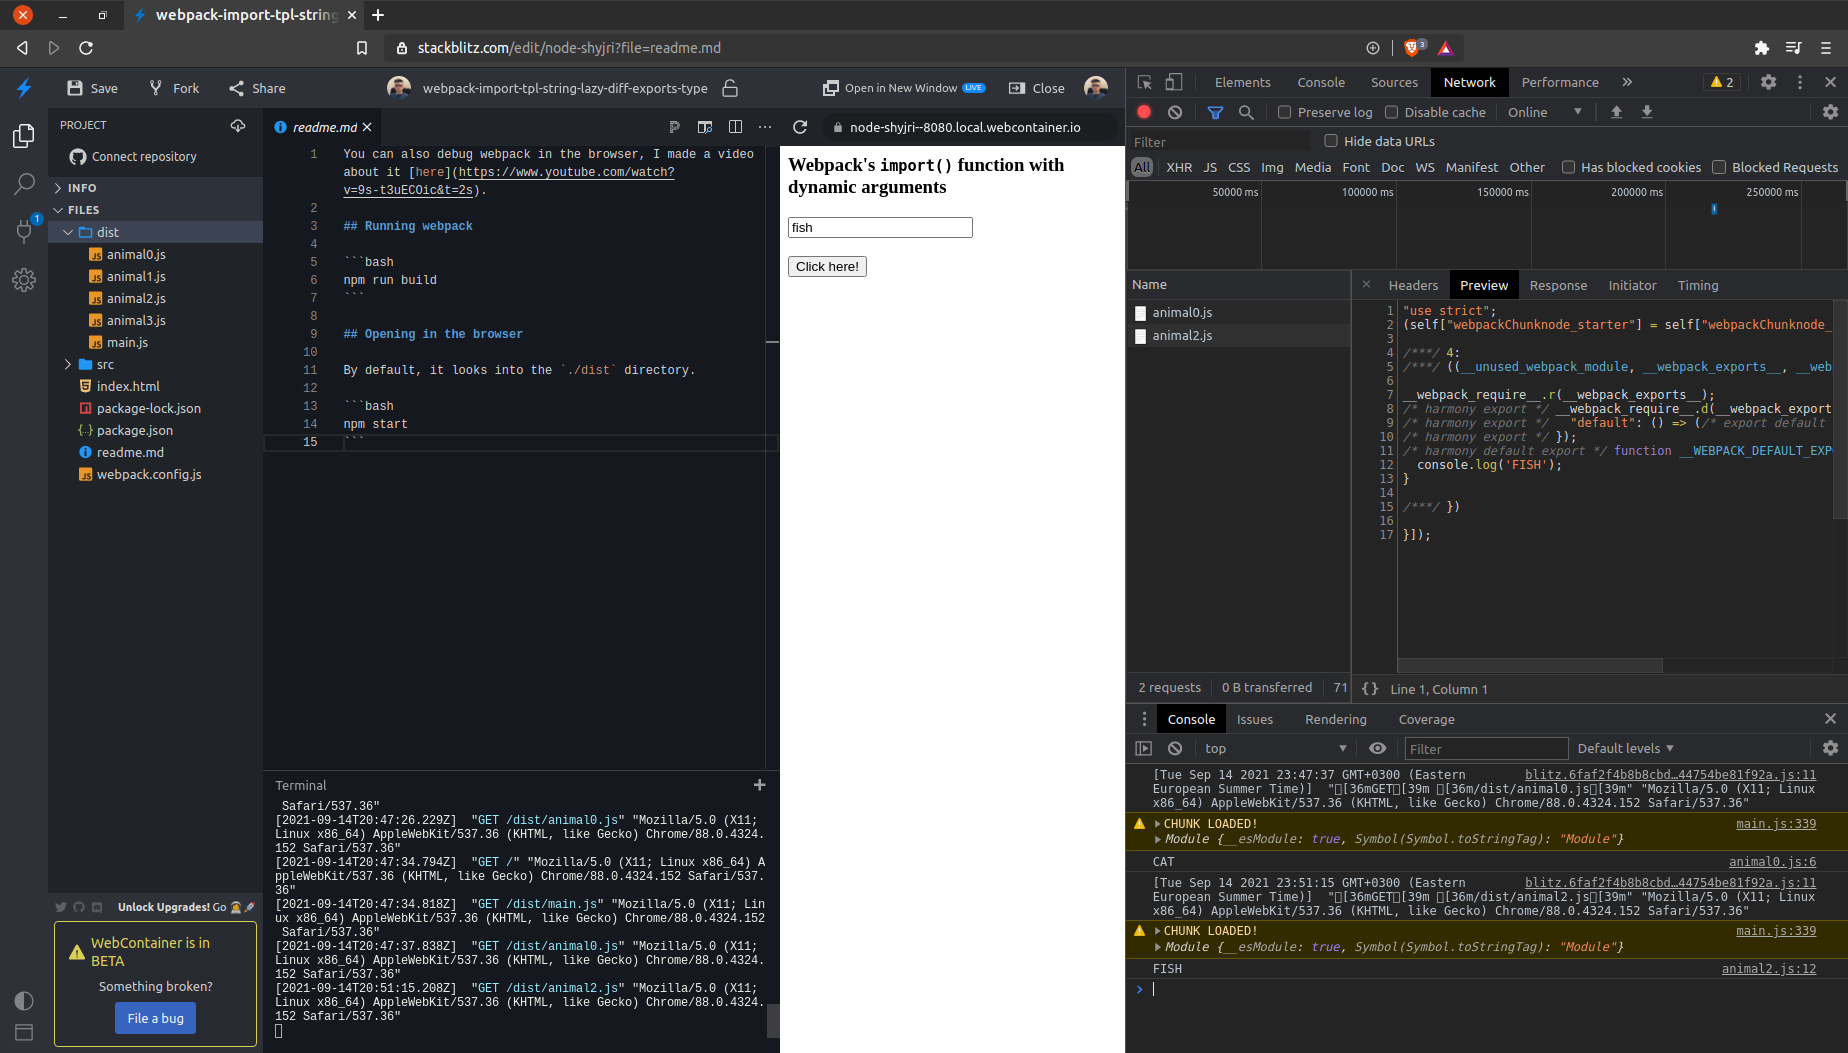 webpack-import-tpl-string
stackblitz.com/edit/node-shyjri?file=readme.md
3
Save
Fork
Share
webpack-import-tpl-string-lazy-diff-exports-type
Open in New Window LIVE
Close
PROJECT
Connect repository
INFO
FILES
1
dist
animal0.js
animal1.js
animal2.js
animal3.js
main.js
src
index.html
package-lock.json
package.json
readme.md
webpack.config.js
Unlock Upgrades! Go
WebContainer is in
BETA
Something broken?
File a bug
readme.md
1 You can also debug webpack in the browser, I made a video
about it [here](https://www.youtube.com/watch?
v=9s-t3uECOic&t=2s).
2
3 ## Running webpack
4
5 ```bash
6 npm run build
7 ```
8
9 ## Opening in the browser
10
11 By default, it looks into the `./dist` directory.
12
13 ```bash
14 npm start
15 ```
Terminal
Safari/537.36"
[2021-09-14T20:47:26.229Z]  "GET /dist/animal0.js" "Mozilla/5.0 (X11;
Linux x86_64) AppleWebKit/537.36 (KHTML, like Gecko) Chrome/88.0.4324.
152 Safari/537.36"
[2021-09-14T20:47:34.794Z]  "GET /" "Mozilla/5.0 (X11; Linux x86_64) A
ppleWebKit/537.36 (KHTML, like Gecko) Chrome/88.0.4324.152 Safari/537.
36"
[2021-09-14T20:47:34.818Z]  "GET /dist/main.js" "Mozilla/5.0 (X11; Lin
ux x86_64) AppleWebKit/537.36 (KHTML, like Gecko) Chrome/88.0.4324.152
Safari/537.36"
[2021-09-14T20:47:37.838Z]  "GET /dist/animal0.js" "Mozilla/5.0 (X11;
Linux x86_64) AppleWebKit/537.36 (KHTML, like Gecko) Chrome/88.0.4324.
152 Safari/537.36"
[2021-09-14T20:51:15.208Z]  "GET /dist/animal2.js" "Mozilla/5.0 (X11;
Linux x86_64) AppleWebKit/537.36 (KHTML, like Gecko) Chrome/88.0.4324.
152 Safari/537.36"
node-shyjri--8080.local.webcontainer.io
Webpack's import() function with
dynamic arguments
fish
Click here!
Elements Console Sources Network Performance 2
Preserve log Disable cache Online
Filter Hide data URLs
All XHR JS CSS Img Media Font Doc WS Manifest Other Has blocked cookies Blocked Requests
50000 ms 100000 ms 150000 ms 200000 ms 250000 ms
Name
animal0.js
animal2.js
2 requests 0 B transferred 71
Headers Preview Response Initiator Timing
1 "use strict";
2 (self["webpackChunknode_starter"] = self["webpackChunknode_
3
4 /***/ 4:
5 /***/ ((__unused_webpack_module, __webpack_exports__, __web
6
7 __webpack_require__.r(__webpack_exports__);
8 /* harmony export */ __webpack_require__.d(__webpack_export
9 /* harmony export */   "default": () => (/* export default
10 /* harmony export */ });
11 /* harmony default export */ function __WEBPACK_DEFAULT_EXPO
12   console.log('FISH');
13 }
14
15 /***/ })
16
17 }]);
{} Line 1, Column 1
Console Issues Rendering Coverage
top Filter Default levels
[Tue Sep 14 2021 23:47:37 GMT+0300 (Eastern blitz.6faf2f4b8b8cbd…44754be81f92a.js:11
European Summer Time)]  "□[36mGET□[39m □[36m/dist/animal0.js□[39m" "Mozilla/5.0 (X11; Linux
x86_64) AppleWebKit/537.36 (KHTML, like Gecko) Chrome/88.0.4324.152 Safari/537.36"
CHUNK LOADED! main.js:339
Module {__esModule: true, Symbol(Symbol.toStringTag): "Module"}
CAT animal0.js:6
[Tue Sep 14 2021 23:51:15 GMT+0300 (Eastern blitz.6faf2f4b8b8cbd…44754be81f92a.js:11
European Summer Time)]  "□[36mGET□[39m □[36m/dist/animal2.js□[39m" "Mozilla/5.0 (X11; Linux
x86_64) AppleWebKit/537.36 (KHTML, like Gecko) Chrome/88.0.4324.152 Safari/537.36"
CHUNK LOADED! main.js:339
Module {__esModule: true, Symbol(Symbol.toStringTag): "Module"}
FISH animal2.js:12